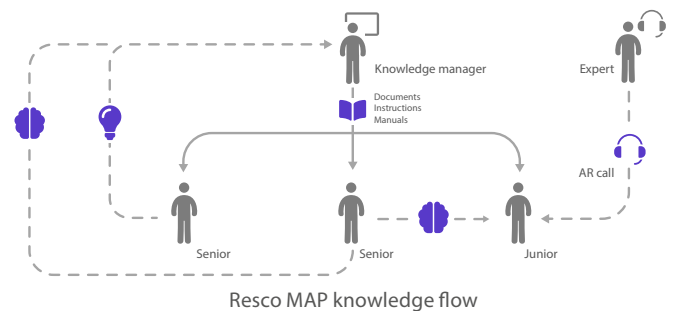 Knowledge manager
Expert
Documents
Instructions
Manuals
AR call
Senior
Senior
Junior
Resco MAP knowledge flow